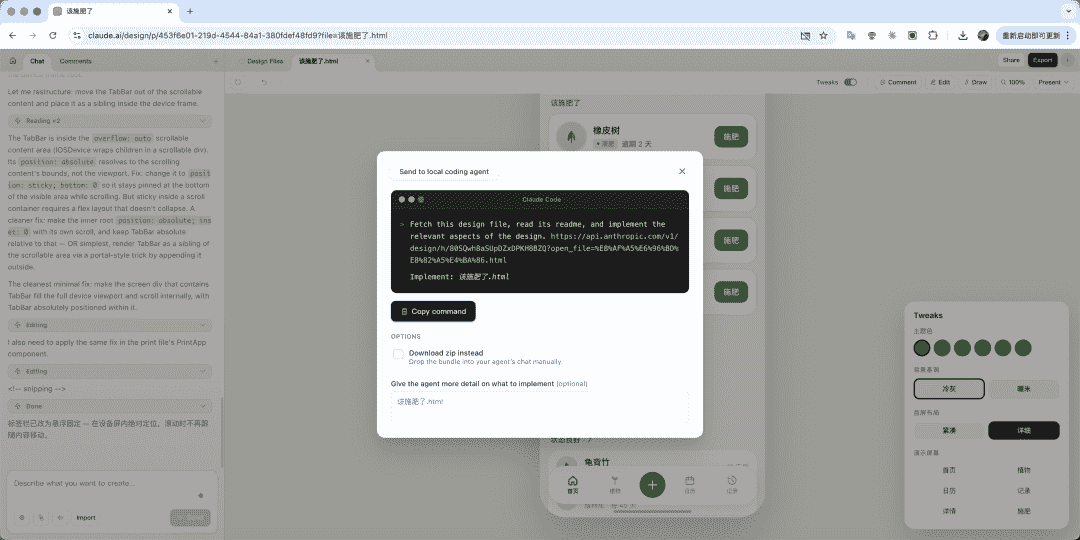 该施肥了
claude.ai/design/p/453f6e01-219d-4544-84a1-380fdef48fd9?file=该施肥了.html
重新启动即可更新
Chat
Comments
Design Files
该施肥了.html
Share
Export
Tweaks
Comment
Edit
Draw
100%
Present
Let me restructure: move the TabBar out of the scrollable
content and place it as a sibling inside the device frame.
Reading ×2
The TabBar is inside the overflow: auto scrollable
content area (IOSDevice wraps children in a scrollable div).
Its position: absolute resolves to the scrolling
content's bounds, not the viewport. Fix: change it to posit
ion: sticky; bottom: 0 so it stays pinned at the bottom
of the visible area while scrolling. But sticky inside a
scroll container requires a flex layout that doesn't collapse. A
cleaner fix: make the inner root position: absolute; ins
et: 0 with its own scroll, and keep TabBar absolute
relative to that — OR simplest, render TabBar as a sibling of
the scrollable area via a portal-style trick by appending it
outside.
The cleanest minimal fix: make the screen div that contains
TabBar fill the full device viewport and scroll internally, with
TabBar absolutely positioned within it.
Editing
I also need to apply the same fix in the print file's PrintApp
component.
Editing
<!-- snipping -->
Done
标签栏已改为悬浮固定 — 在设备屏内绝对定位，滚动时不再跟
随内容移动。
Describe what you want to create...
Import
该施肥了
橡皮树
逾期 2 天
施肥
施肥
施肥
施肥
Send to local coding agent
Claude Code
> Fetch this design file, read its readme, and implement the
relevant aspects of the design. https://api.anthropic.com/v1/
design/h/80SQwhBaSUpDZxDPKH8BZQ?open_file=%E8%AF%A5%E6%96%BD%
E8%82%A5%E4%BA%86.html
Implement: 该施肥了.html
Copy command
OPTIONS
Download zip instead
Drop the bundle into your agent's chat manually
Give the agent more detail on what to implement (optional)
该施肥了.html
状态良好 · 7
龟背竹
首页
植物
日历
记录
Tweaks
主题色
背景基调
冷灰
暖米
首屏布局
紧凑
详细
演示屏幕
首页
植物
日历
记录
详情
施肥